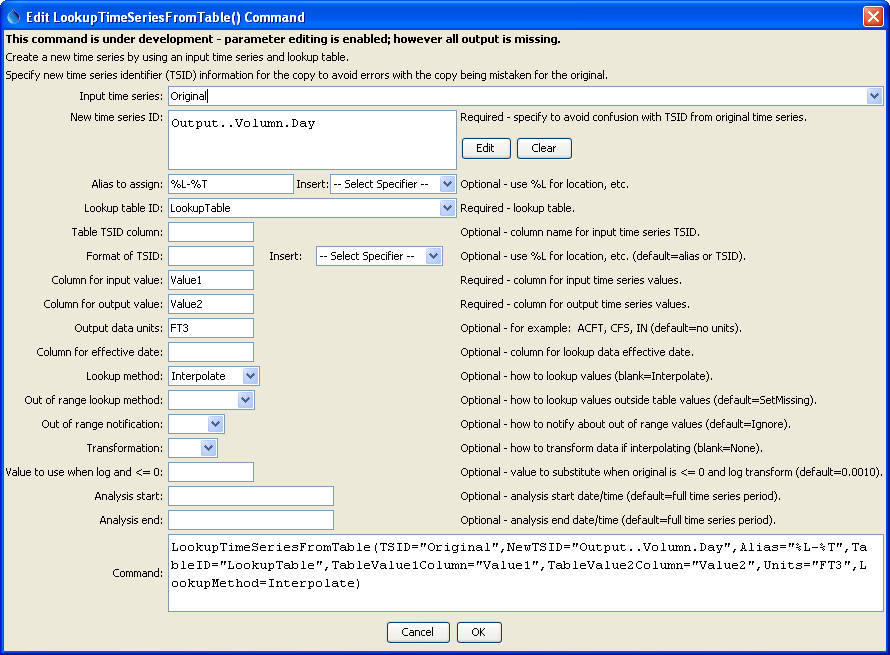 Edit LookupTimeSeriesFromTable() Command
This command is under development - parameter editing is enabled; however all output is missing.
Create a new time series by using an input time series and lookup table.
Specify new time series identifier (TSID) information for the copy to avoid errors with the copy being mistaken for the original.
Input time series: Original
New time series ID: Output..Volumn.Day Required - specify to avoid confusion with TSID from original time series.
Edit Clear
Alias to assign: %L-%T Insert: -- Select Specifier -- Optional - use %L for location, etc.
Lookup table ID: LookupTable Required - lookup table.
Table TSID column: Optional - column name for input time series TSID.
Format of TSID: Insert: -- Select Specifier -- Optional - use %L for location, etc. (default=alias or TSID).
Column for input value: Value1 Required - column for input time series values.
Column for output value: Value2 Required - column for output time series values.
Output data units: FT3 Optional - for example: ACFT, CFS, IN (default=no units).
Column for effective date: Optional - column for lookup data effective date.
Lookup method: Interpolate Optional - how to lookup values (blank=Interpolate).
Out of range lookup method: Optional - how to lookup values outside table values (default=SetMissing).
Out of range notification: Optional - how to notify about out of range values (default=Ignore).
Transformation: Optional - how to transform data if interpolating (blank=None).
Value to use when log and <= 0: Optional - value to substitute when original is <= 0 and log transform (default=0.0010).
Analysis start: Optional - analysis start date/time (default=full time series period).
Analysis end: Optional - analysis end date/time (default=full time series period).
LookupTimeSeriesFromTable(TSID="Original",NewTSID="Output..Volumn.Day",Alias="%L-%T",Ta
bleID="LookupTable",TableValue1Column="Value1",TableValue2Column="Value2",Units="FT3",L
Command: ookupMethod=Interpolate)
Cancel OK